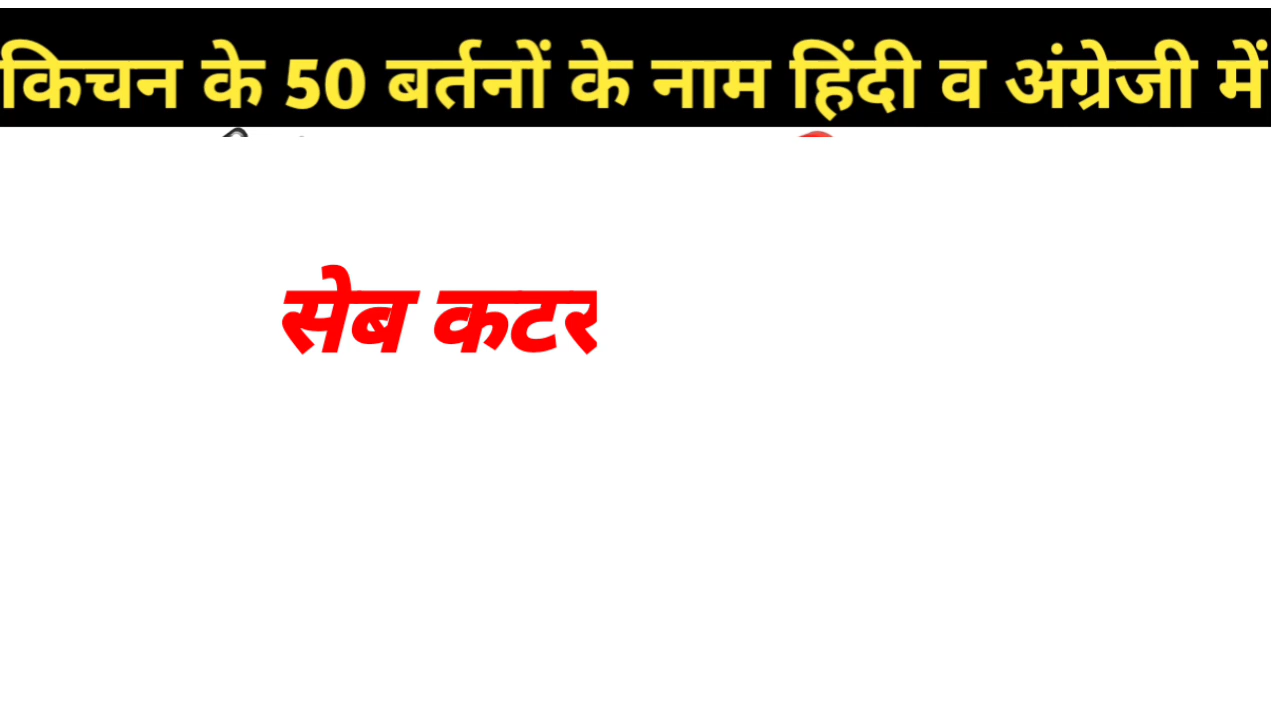 किचन के 50 बर्तनों के नाम हिंदी व अंग्रेजी में
सेब कटर